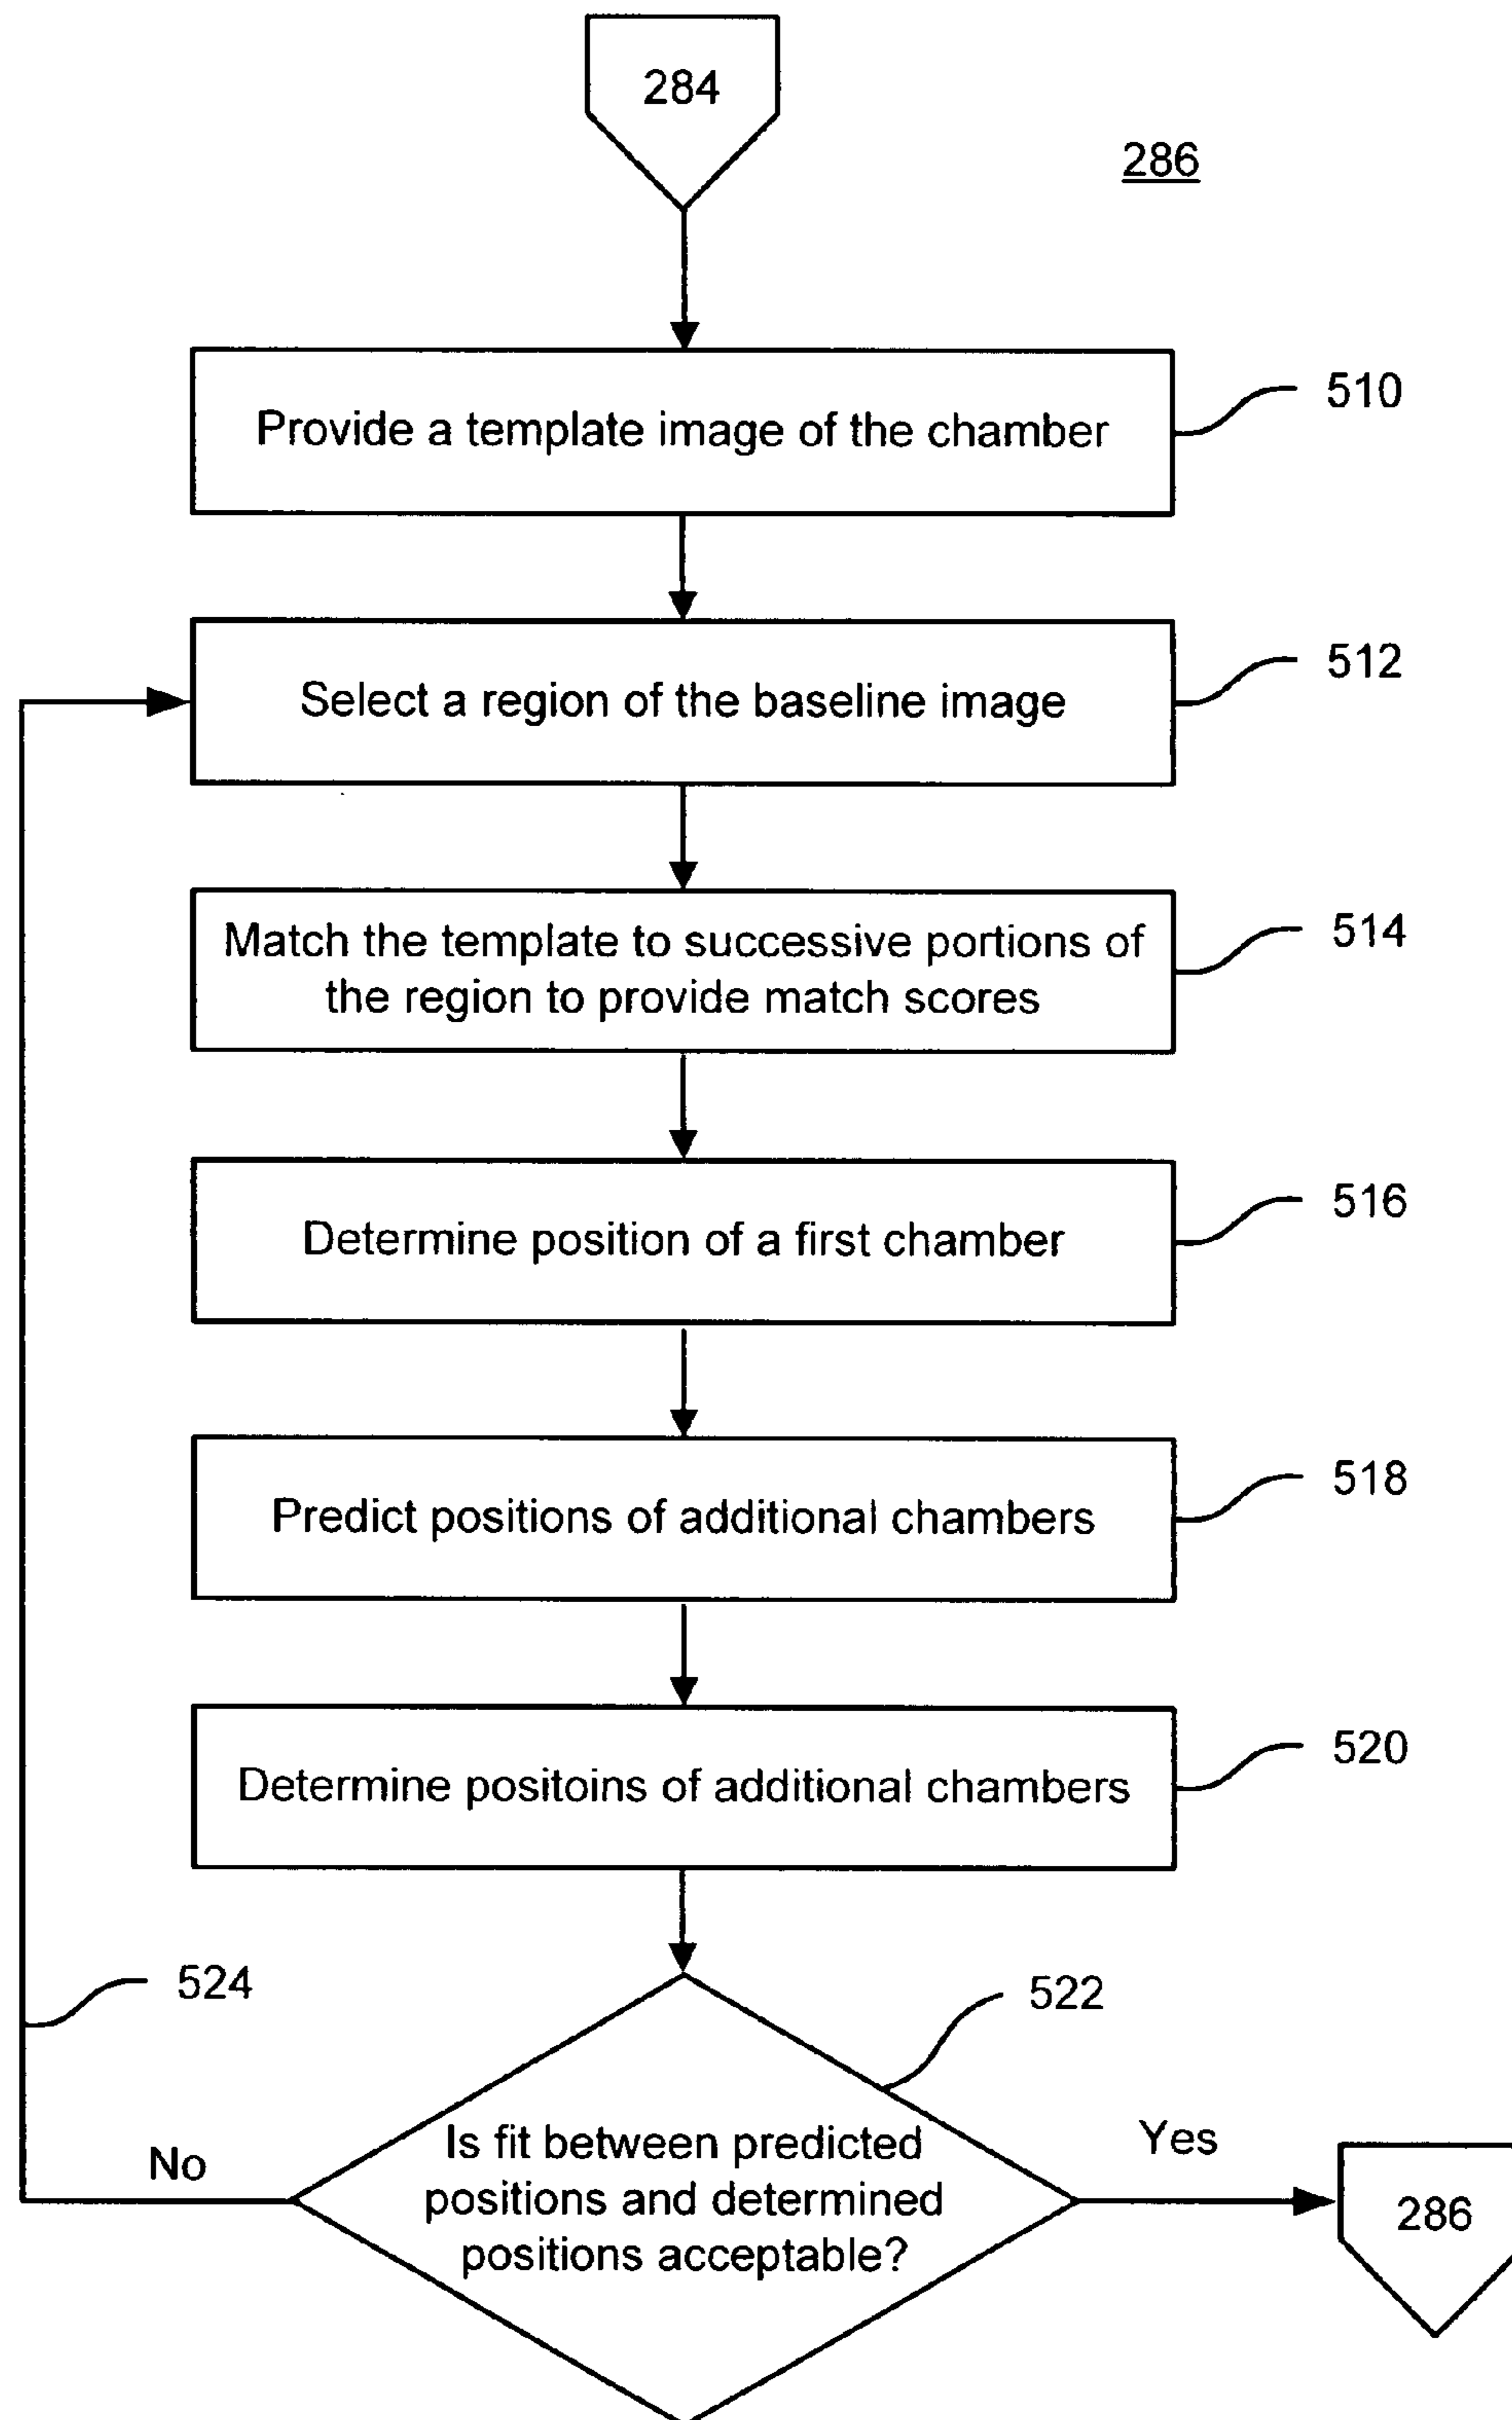 284
286
Provide a template image of the chamber
510
Select a region of the baseline image
512
Match the template to successive portions of
the region to provide match scores
514
Determine position of a first chamber
516
Predict positions of additional chambers
518
Determine positoins of additional chambers
520
524
522
Is fit between predicted
positions and determined
positions acceptable?
No
Yes
286